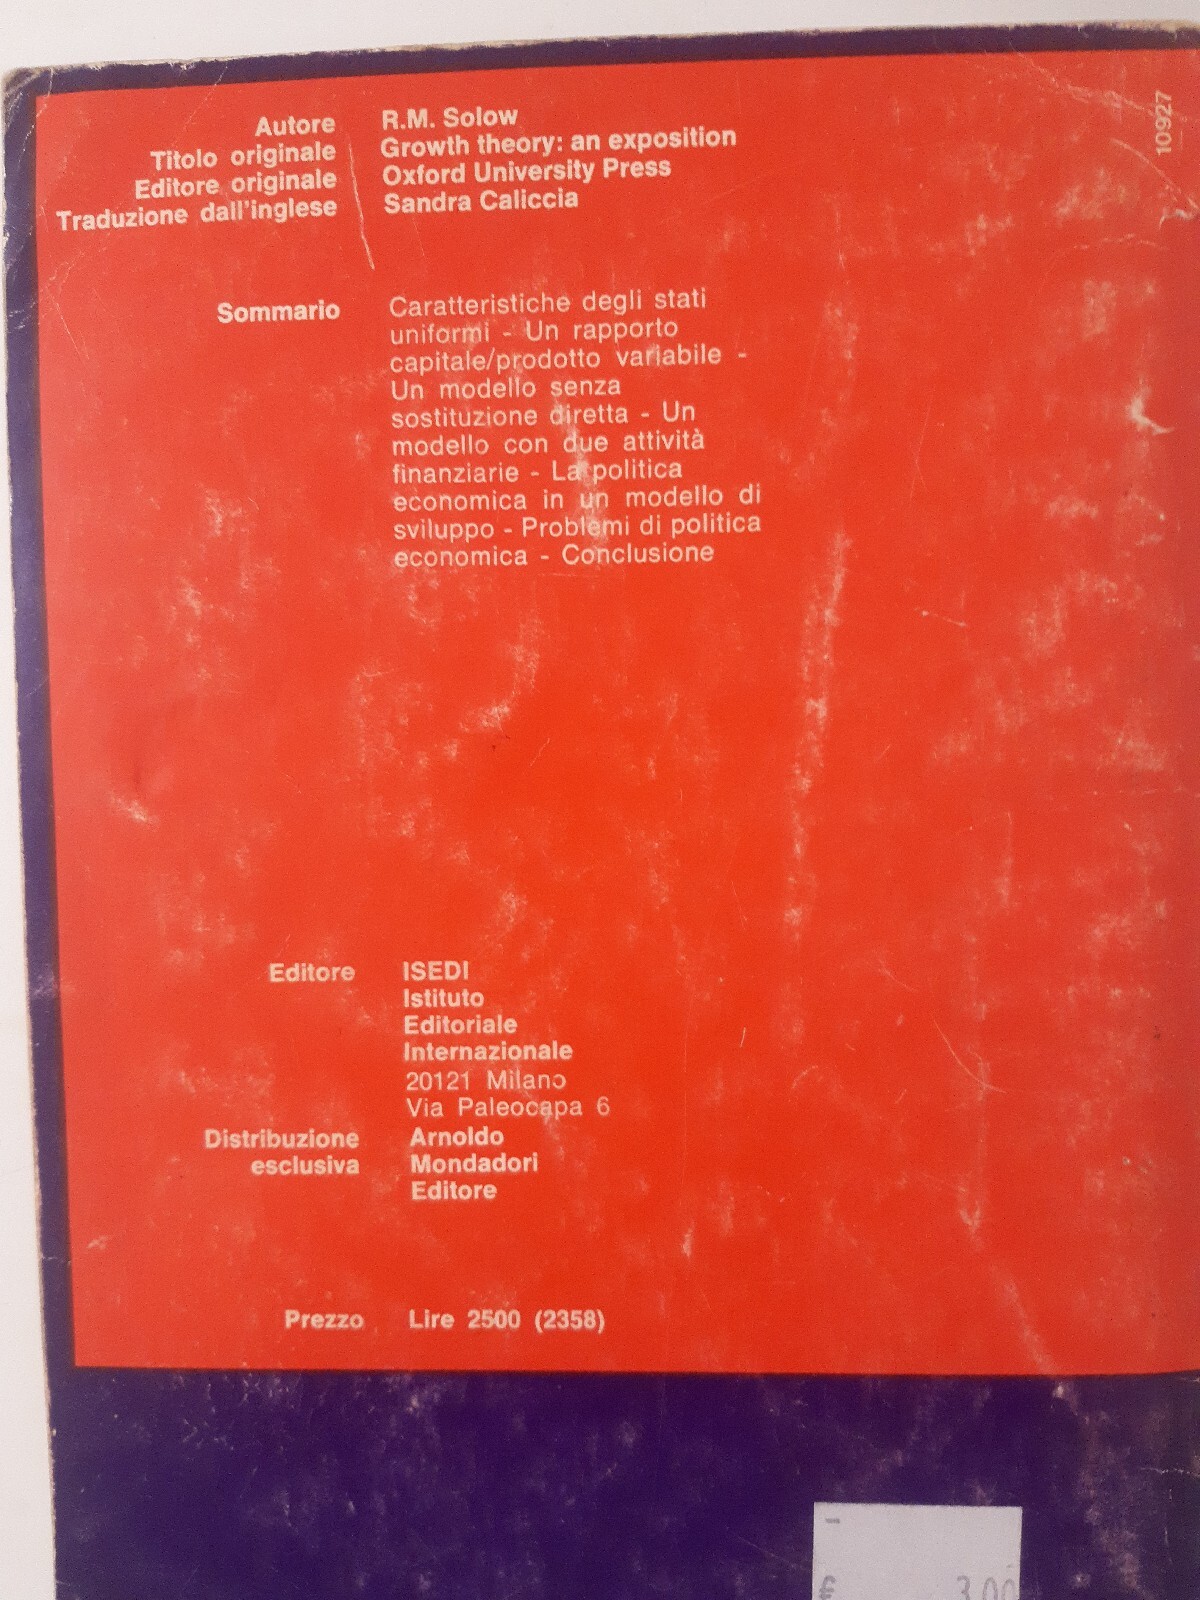 Autore R.M. Solow
Titolo originale Growth theory: an exposition
Editore originale Oxford University Press
Traduzione dall'inglese Sandra Caliccia
10927
Sommario Caratteristiche degli stati
uniformi - Un rapporto
capitale/prodotto variabile -
Un modello senza
sostituzione diretta - Un
modello con due attività
finanziarie - La politica
economica in un modello di
sviluppo - Problemi di politica
economica - Conclusione
Editore ISEDI
Istituto
Editoriale
Internazionale
20121 Milano
Via Paleocapa 6
Distribuzione Arnoldo
esclusiva Mondadori
Editore
Prezzo Lire 2500 (2358)
€ 3,00